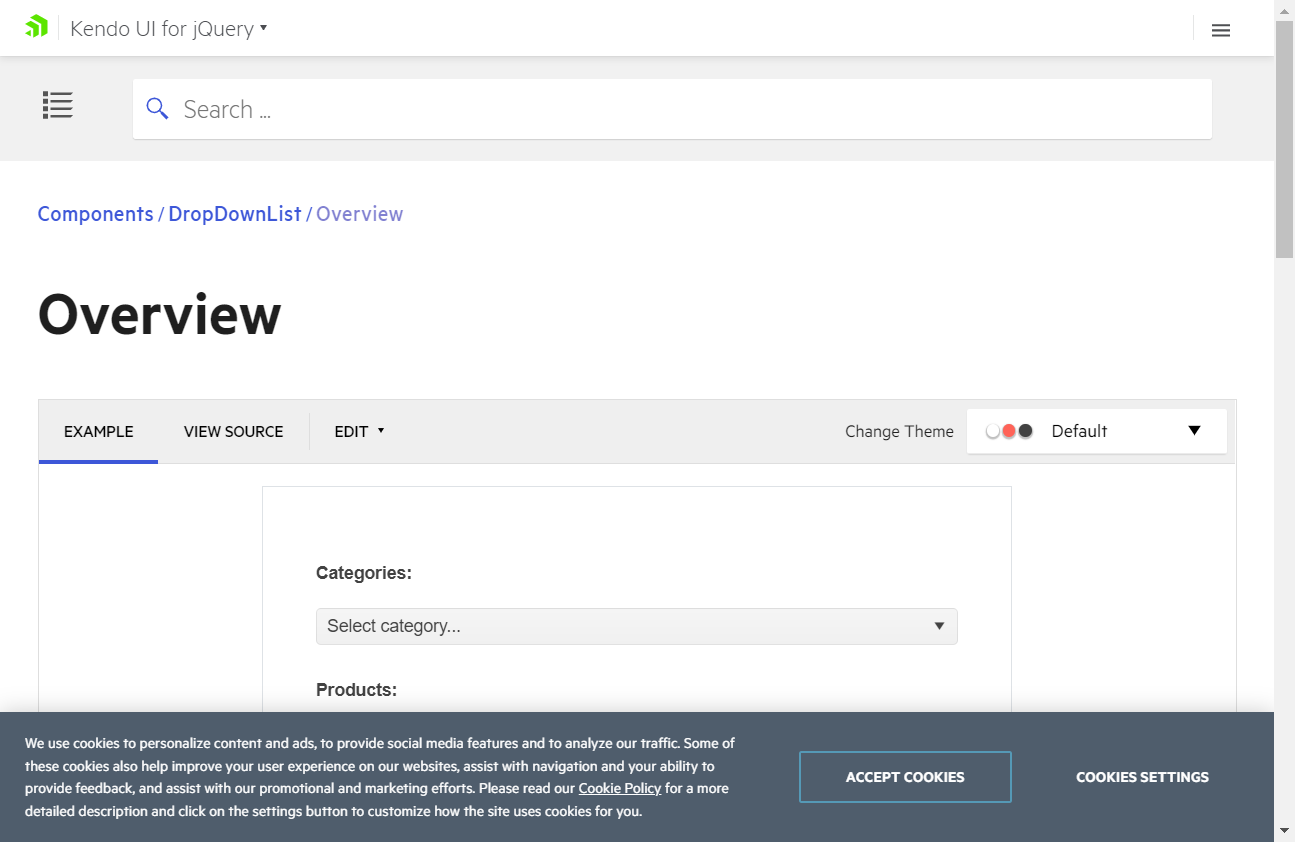 Kendo UI for jQuery
Search ...
Components / DropDownList / Overview
Overview
EXAMPLE VIEW SOURCE EDIT Change Theme Default
Categories:
Select category...
Products:
We use cookies to personalize content and ads, to provide social media features and to analyze our traffic. Some of
these cookies also help improve your user experience on our websites, assist with navigation and your ability to
provide feedback, and assist with our promotional and marketing efforts. Please read our Cookie Policy for a more
detailed description and click on the settings button to customize how the site uses cookies for you.
ACCEPT COOKIES
COOKIES SETTINGS